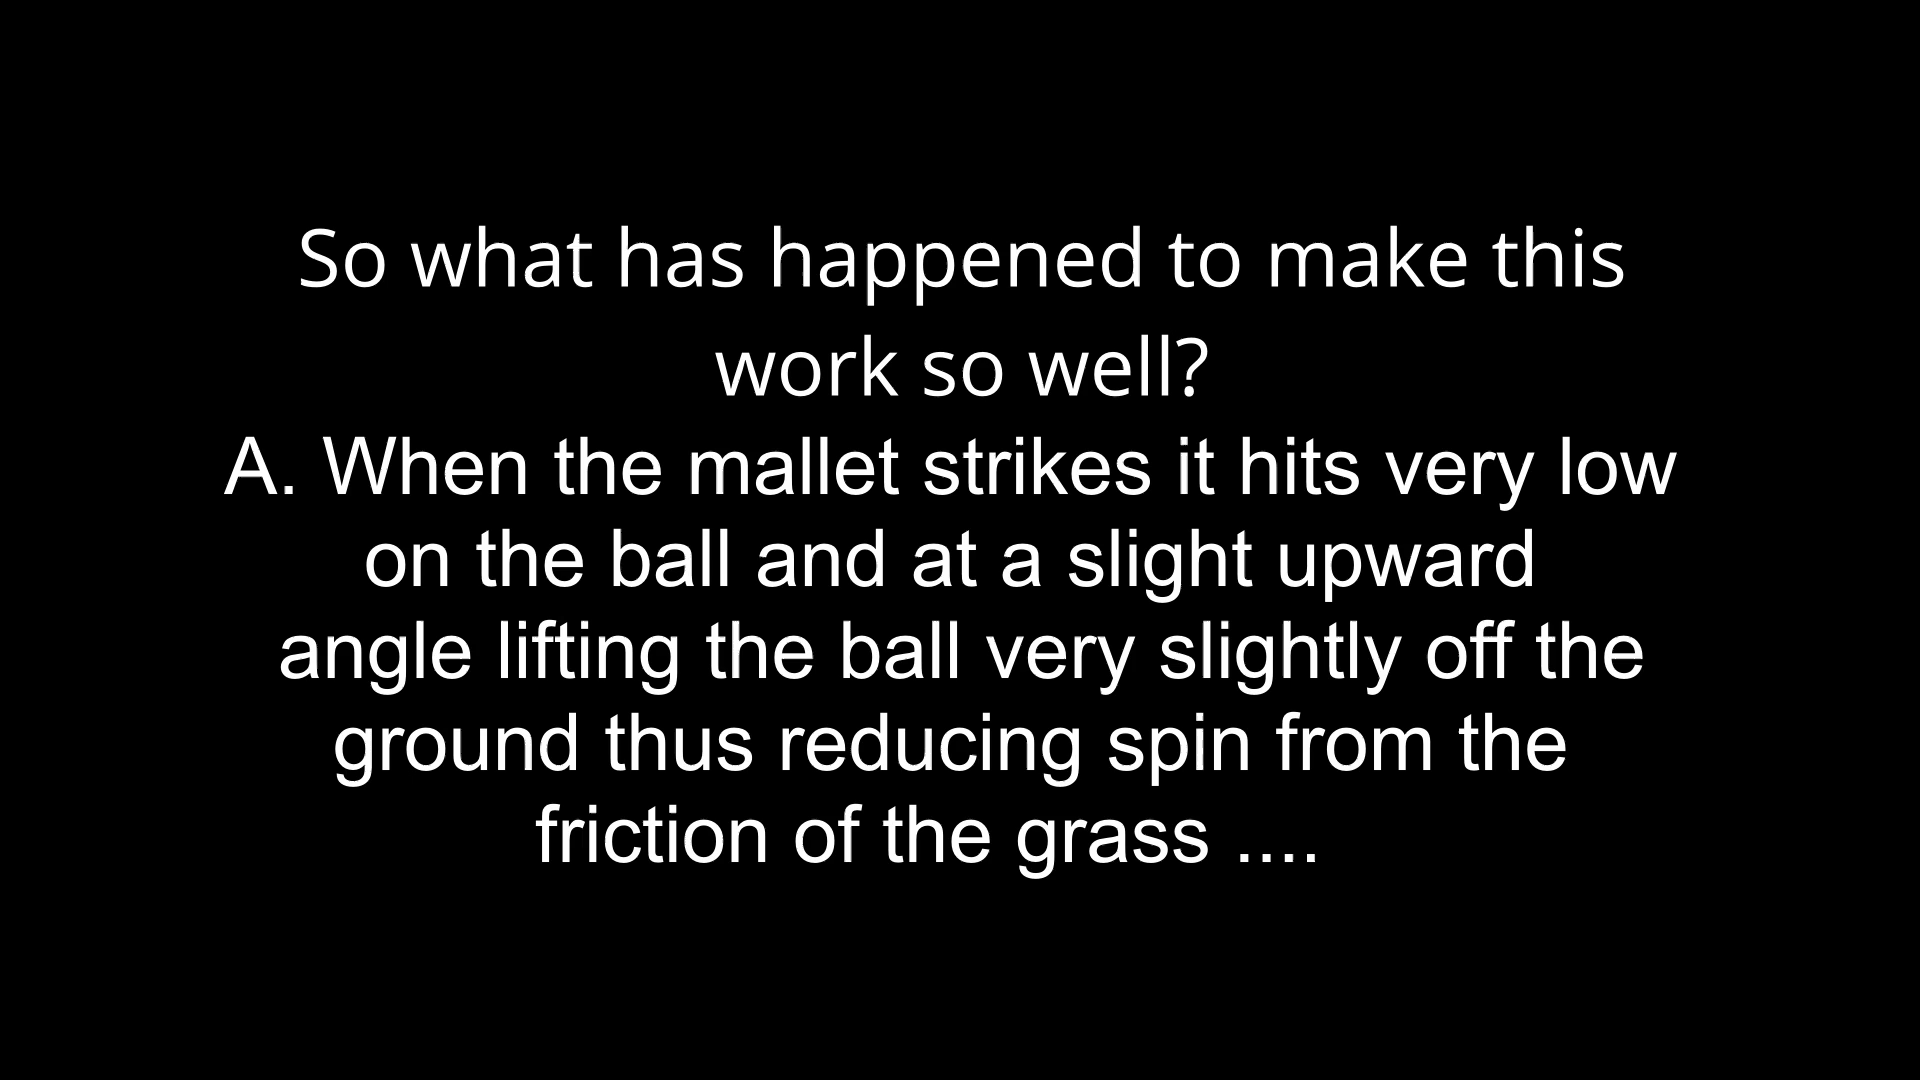 So what has happened to make this
work so well?
A. When the mallet strikes it hits very low
on the ball and at a slight upward
angle lifting the ball very slightly off the
ground thus reducing spin from the
friction of the grass ....